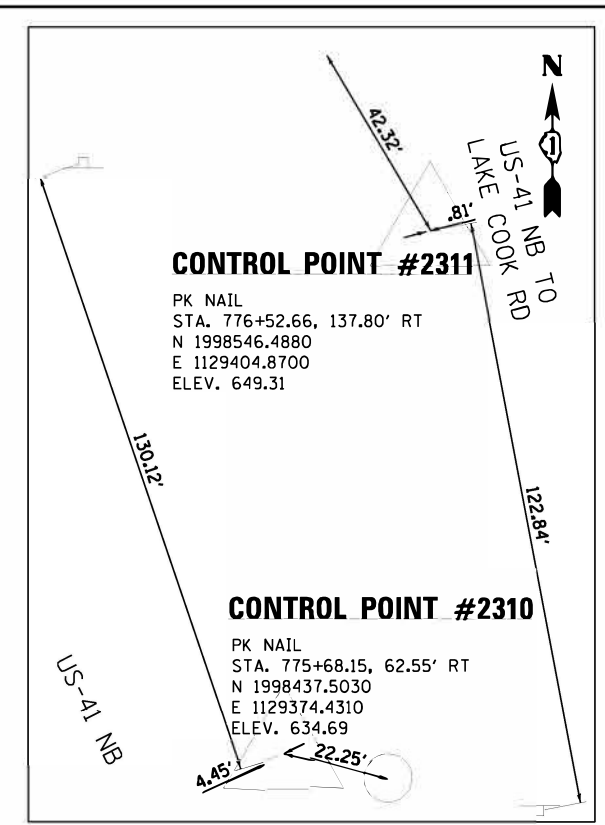 N
1
42.32'
.81'
US-41 NB TO
LAKE COOK RD
CONTROL POINT #2311
PK NAIL
STA. 776+52.66, 137.80' RT
N 1998546.4880
E 1129404.8700
ELEV. 649.31
130.12'
122.84'
CONTROL POINT #2310
PK NAIL
STA. 775+68.15, 62.55' RT
N 1998437.5030
E 1129374.4310
ELEV. 634.69
US-41 NB
4.45'
22.25'